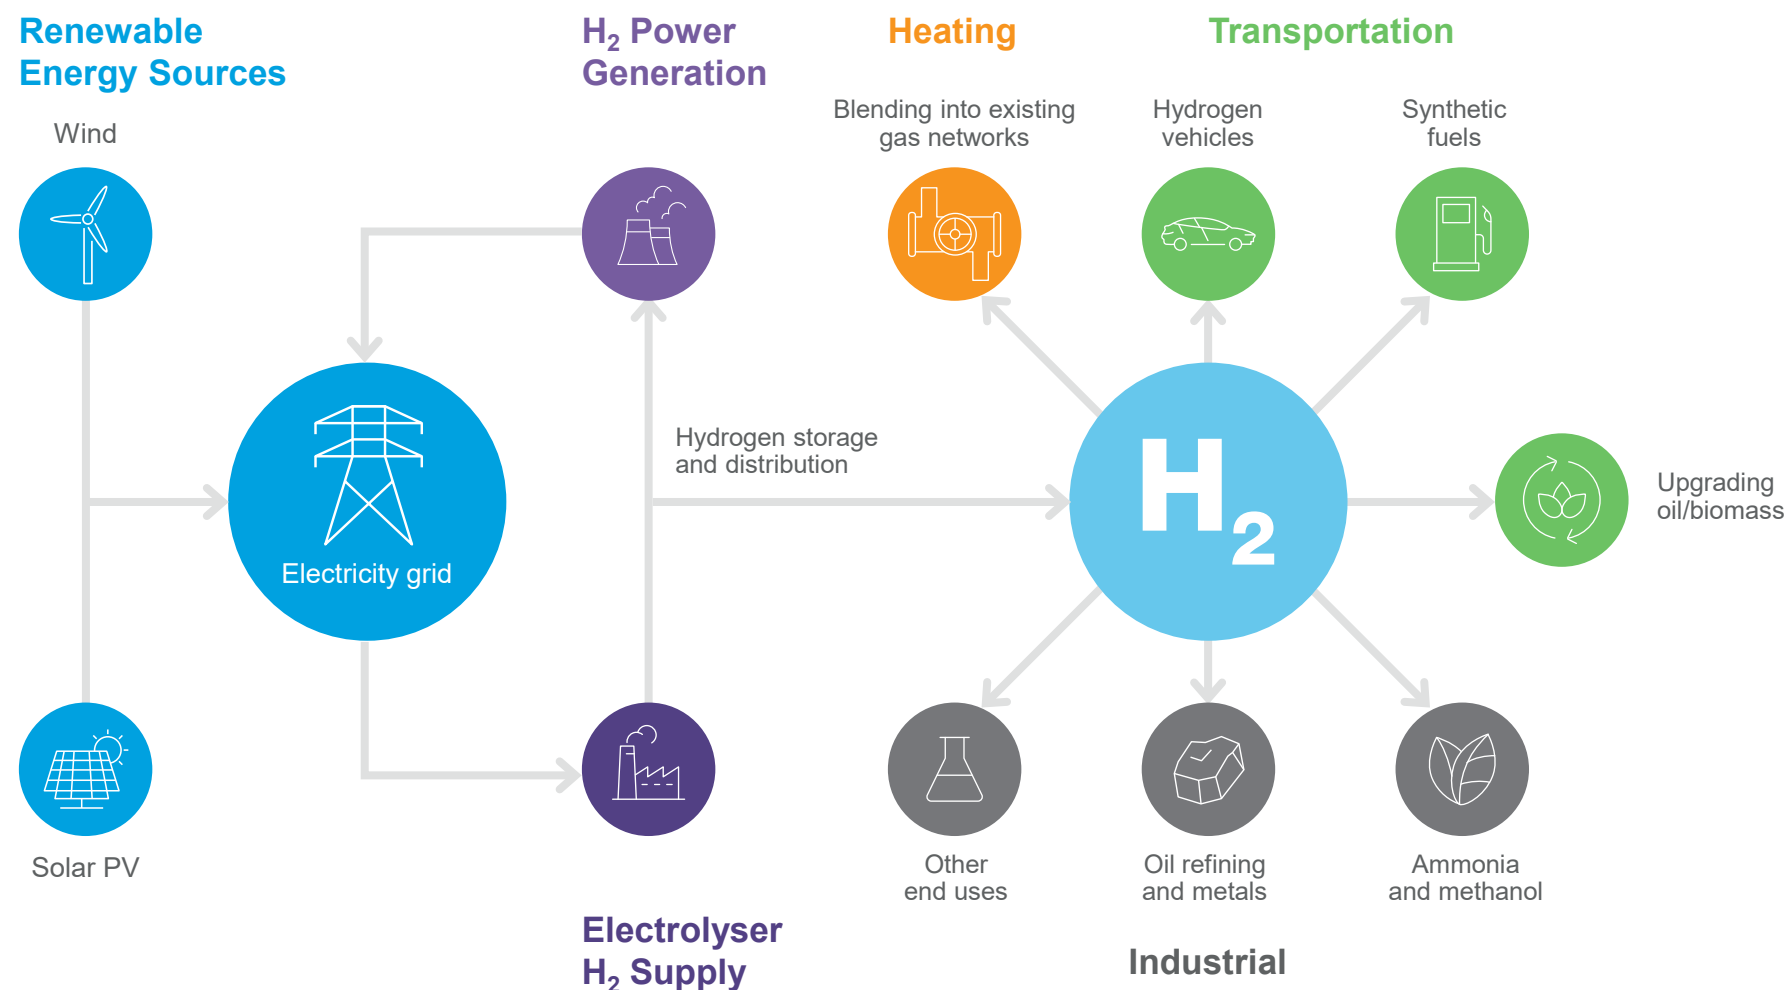 Renewable
Energy Sources
H₂ Power
Generation
Heating
Transportation
Wind
Blending into existing
gas networks
Hydrogen
vehicles
Synthetic
fuels
Hydrogen storage
and distribution
H₂
Upgrading
oil/biomass
Electricity grid
Solar PV
Other
end uses
Oil refining
and metals
Ammonia
and methanol
Electrolyser
H₂ Supply
Industrial